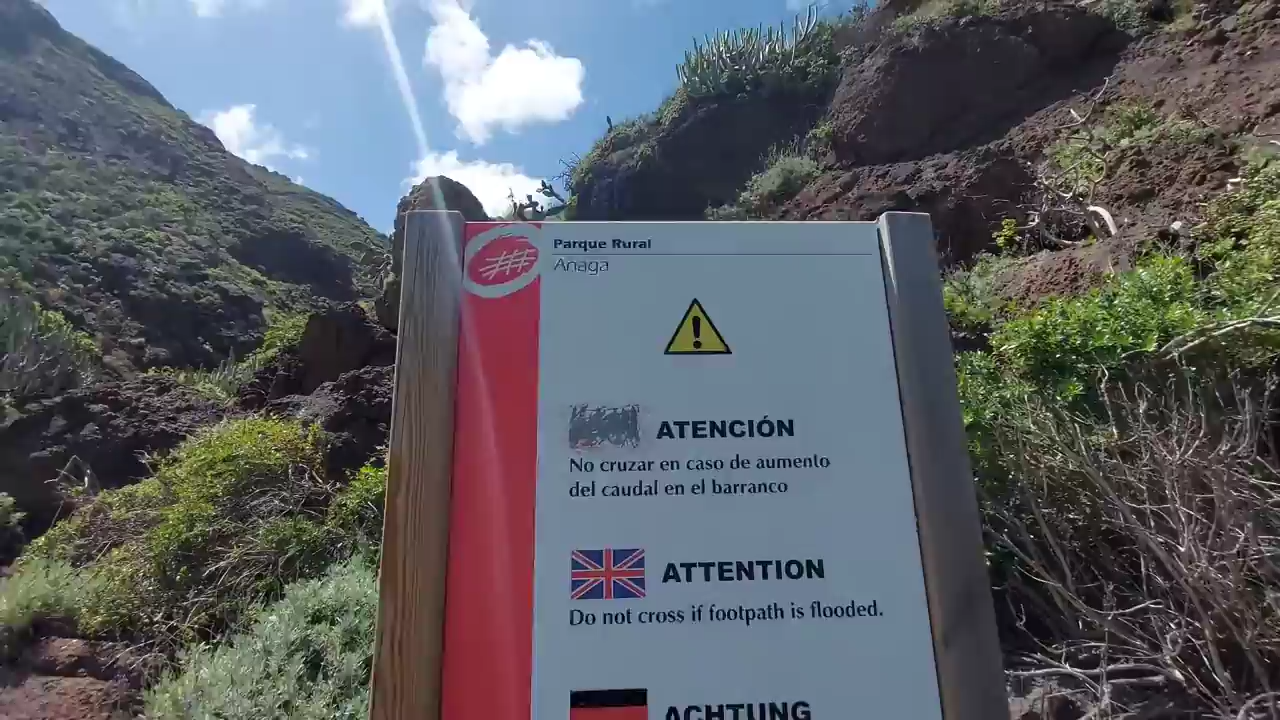 Parque Rural
Anaga
ATENCIÓN
No cruzar en caso de aumento
del caudal en el barranco
ATTENTION
Do not cross if footpath is flooded.
ACHTUNG